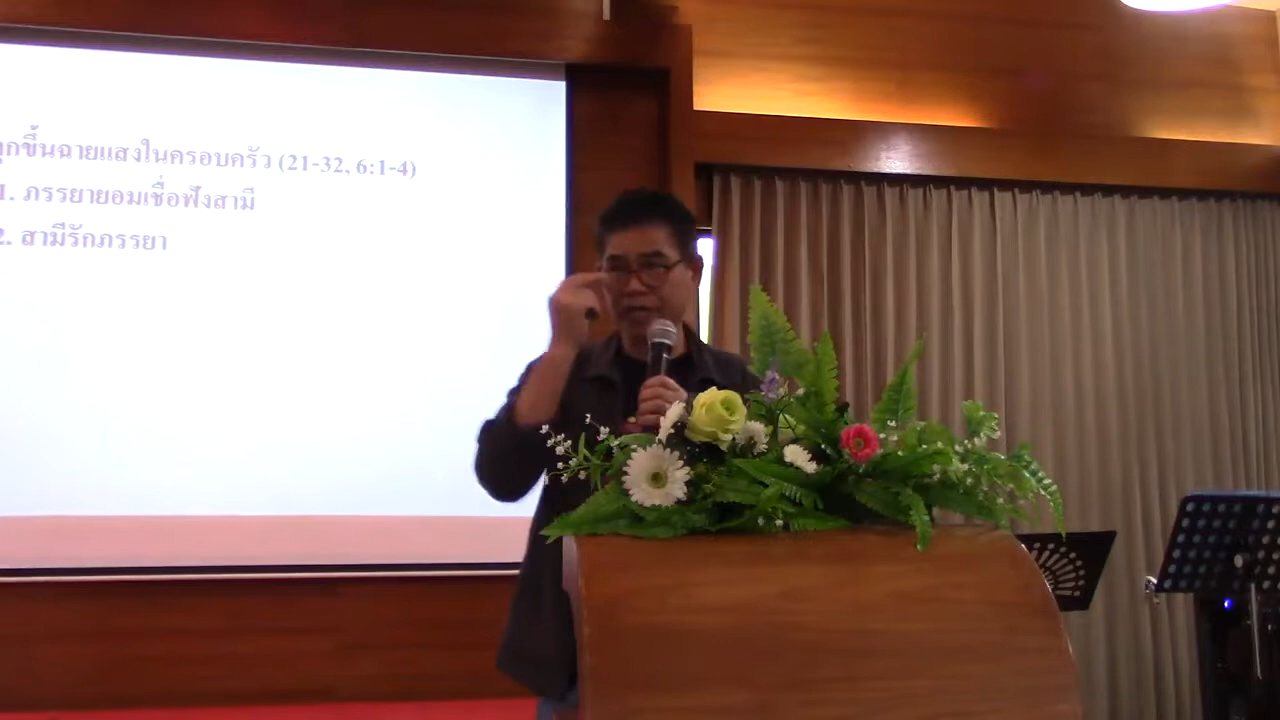 ลุกขึ้นฉายแสงในครอบครัว (21-32, 6:1-4)
1. ภรรยายอมเชื่อฟังสามี
2. สามีรักภรรยา